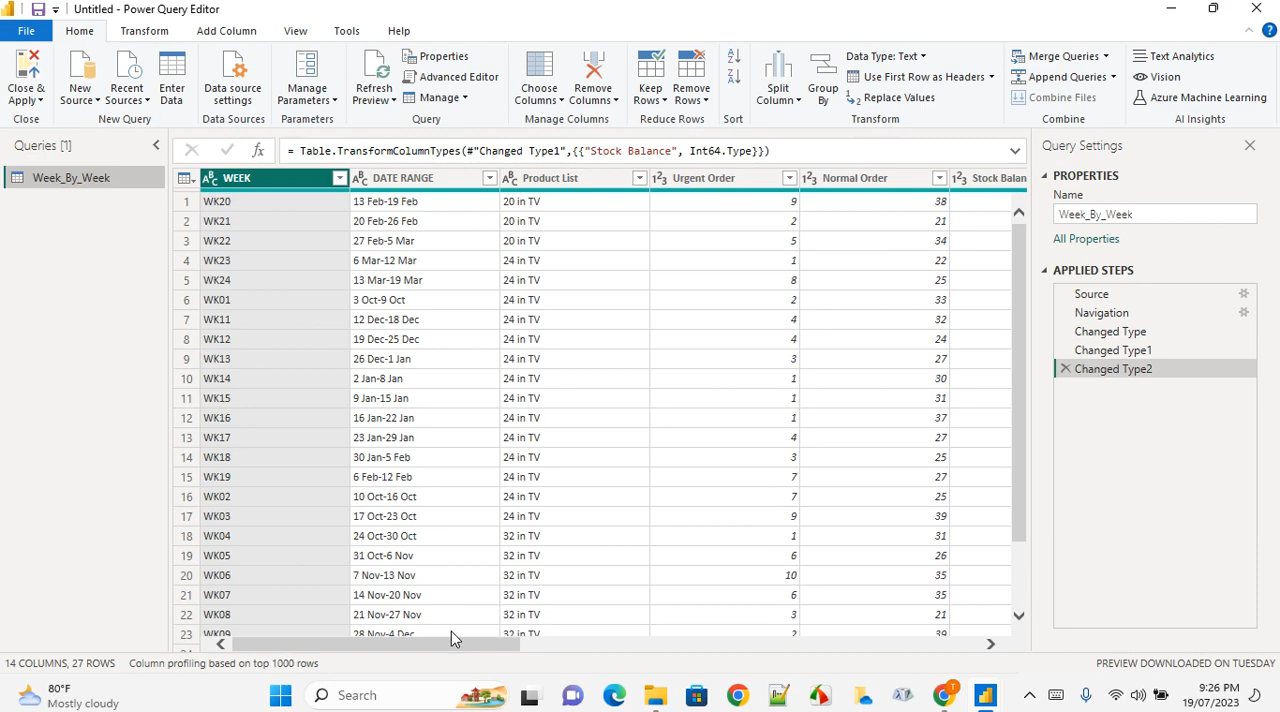 Untitled - Power Query Editor
File Home Transform Add Column View Tools Help
Close & Apply
New Source
Recent Sources
Enter Data
Data source settings
Manage Parameters
Refresh Preview
Properties
Advanced Editor
Manage
Choose Columns
Remove Columns
Keep Rows
Remove Rows
Split Column
Group By
Data Type: Text
Use First Row as Headers
Replace Values
Merge Queries
Append Queries
Combine Files
Text Analytics
Vision
Azure Machine Learning
Close New Query Data Sources Parameters Query Manage Columns Reduce Rows Sort Transform Combine AI Insights
Queries [1]
Week_By_Week
= Table.TransformColumnTypes(#"Changed Type1",{{"Stock Balance", Int64.Type}})
WEEK DATE RANGE Product List Urgent Order Normal Order Stock Balan
1 WK20 13 Feb-19 Feb 20 in TV 9 38
2 WK21 20 Feb-26 Feb 20 in TV 2 21
3 WK22 27 Feb-5 Mar 20 in TV 5 34
4 WK23 6 Mar-12 Mar 24 in TV 1 22
5 WK24 13 Mar-19 Mar 24 in TV 8 25
6 WK01 3 Oct-9 Oct 24 in TV 2 33
7 WK11 12 Dec-18 Dec 24 in TV 4 32
8 WK12 19 Dec-25 Dec 24 in TV 4 24
9 WK13 26 Dec-1 Jan 24 in TV 3 27
10 WK14 2 Jan-8 Jan 24 in TV 1 30
11 WK15 9 Jan-15 Jan 24 in TV 1 31
12 WK16 16 Jan-22 Jan 24 in TV 1 37
13 WK17 23 Jan-29 Jan 24 in TV 4 27
14 WK18 30 Jan-5 Feb 24 in TV 3 25
15 WK19 6 Feb-12 Feb 24 in TV 7 27
16 WK02 10 Oct-16 Oct 24 in TV 7 25
17 WK03 17 Oct-23 Oct 24 in TV 9 39
18 WK04 24 Oct-30 Oct 32 in TV 1 31
19 WK05 31 Oct-6 Nov 32 in TV 6 26
20 WK06 7 Nov-13 Nov 32 in TV 10 35
21 WK07 14 Nov-20 Nov 32 in TV 6 35
22 WK08 21 Nov-27 Nov 32 in TV 3 21
23 WK09 28 Nov-4 Dec 32 in TV 2 39
Query Settings
PROPERTIES
Name
Week_By_Week
All Properties
APPLIED STEPS
Source
Navigation
Changed Type
Changed Type1
Changed Type2
14 COLUMNS, 27 ROWS Column profiling based on top 1000 rows PREVIEW DOWNLOADED ON TUESDAY
80°F
Mostly cloudy
Search
9:26 PM
19/07/2023